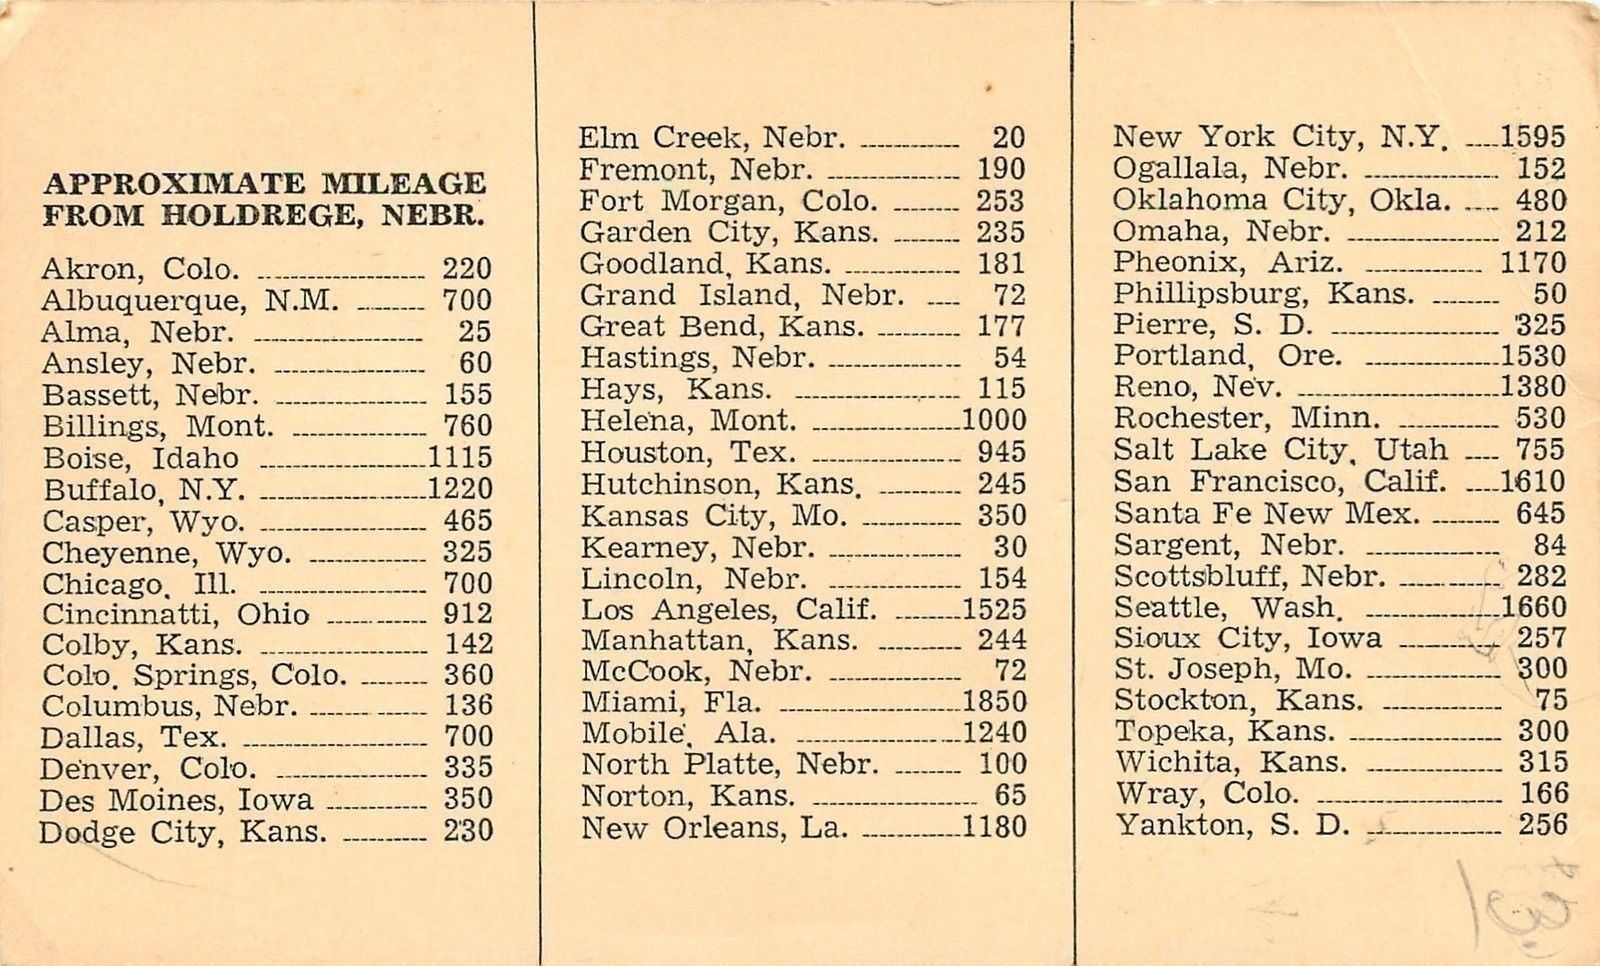 APPROXIMATE MILEAGE
FROM HOLDREGE, NEBR.
Akron, Colo. 220
Albuquerque, N.M. 700
Alma, Nebr. 25
Ansley, Nebr. 60
Bassett, Nebr. 155
Billings, Mont. 760
Boise, Idaho 1115
Buffalo, N.Y. 1220
Casper, Wyo. 465
Cheyenne, Wyo. 325
Chicago, Ill. 700
Cincinnatti, Ohio 912
Colby, Kans. 142
Colo. Springs, Colo. 360
Columbus, Nebr. 136
Dallas, Tex. 700
Denver, Colo. 335
Des Moines, Iowa 350
Dodge City, Kans. 230
Elm Creek, Nebr. 20
Fremont, Nebr. 190
Fort Morgan, Colo. 253
Garden City, Kans. 235
Goodland, Kans. 181
Grand Island, Nebr. 72
Great Bend, Kans. 177
Hastings, Nebr. 54
Hays, Kans. 115
Helena, Mont. 1000
Houston, Tex. 945
Hutchinson, Kans. 245
Kansas City, Mo. 350
Kearney, Nebr. 30
Lincoln, Nebr. 154
Los Angeles, Calif. 1525
Manhattan, Kans. 244
McCook, Nebr. 72
Miami, Fla. 1850
Mobile, Ala. 1240
North Platte, Nebr. 100
Norton, Kans. 65
New Orleans, La. 1180
New York City, N.Y. 1595
Ogallala, Nebr. 152
Oklahoma City, Okla. 480
Omaha, Nebr. 212
Pheonix, Ariz. 1170
Phillipsburg, Kans. 50
Pierre, S. D. 325
Portland, Ore. 1530
Reno, Nev. 1380
Rochester, Minn. 530
Salt Lake City, Utah 755
San Francisco, Calif. 1610
Santa Fe New Mex. 645
Sargent, Nebr. 84
Scottsbluff, Nebr. 282
Seattle, Wash. 1660
Sioux City, Iowa 257
St. Joseph, Mo. 300
Stockton, Kans. 75
Topeka, Kans. 300
Wichita, Kans. 315
Wray, Colo. 166
Yankton, S. D. 256